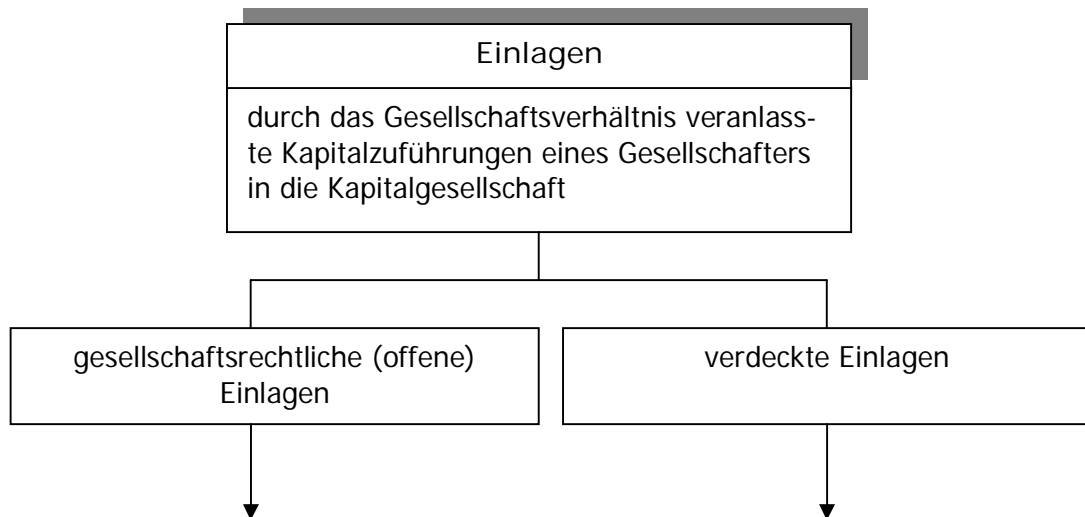 Einlagen
durch das Gesellschaftsverhältnis veranlass-
te Kapitalzuführungen eines Gesellschafters
in die Kapitalgesellschaft
gesellschaftsrechtliche (offene)
Einlagen
verdeckte Einlagen